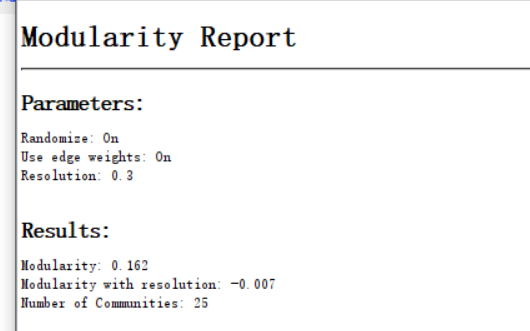 Modularity Report
Parameters:
Randomize: On
Use edge weights: On
Resolution: 0.3
Results:
Modularity: 0.162
Modularity with resolution: -0.007
Number of Communities: 25